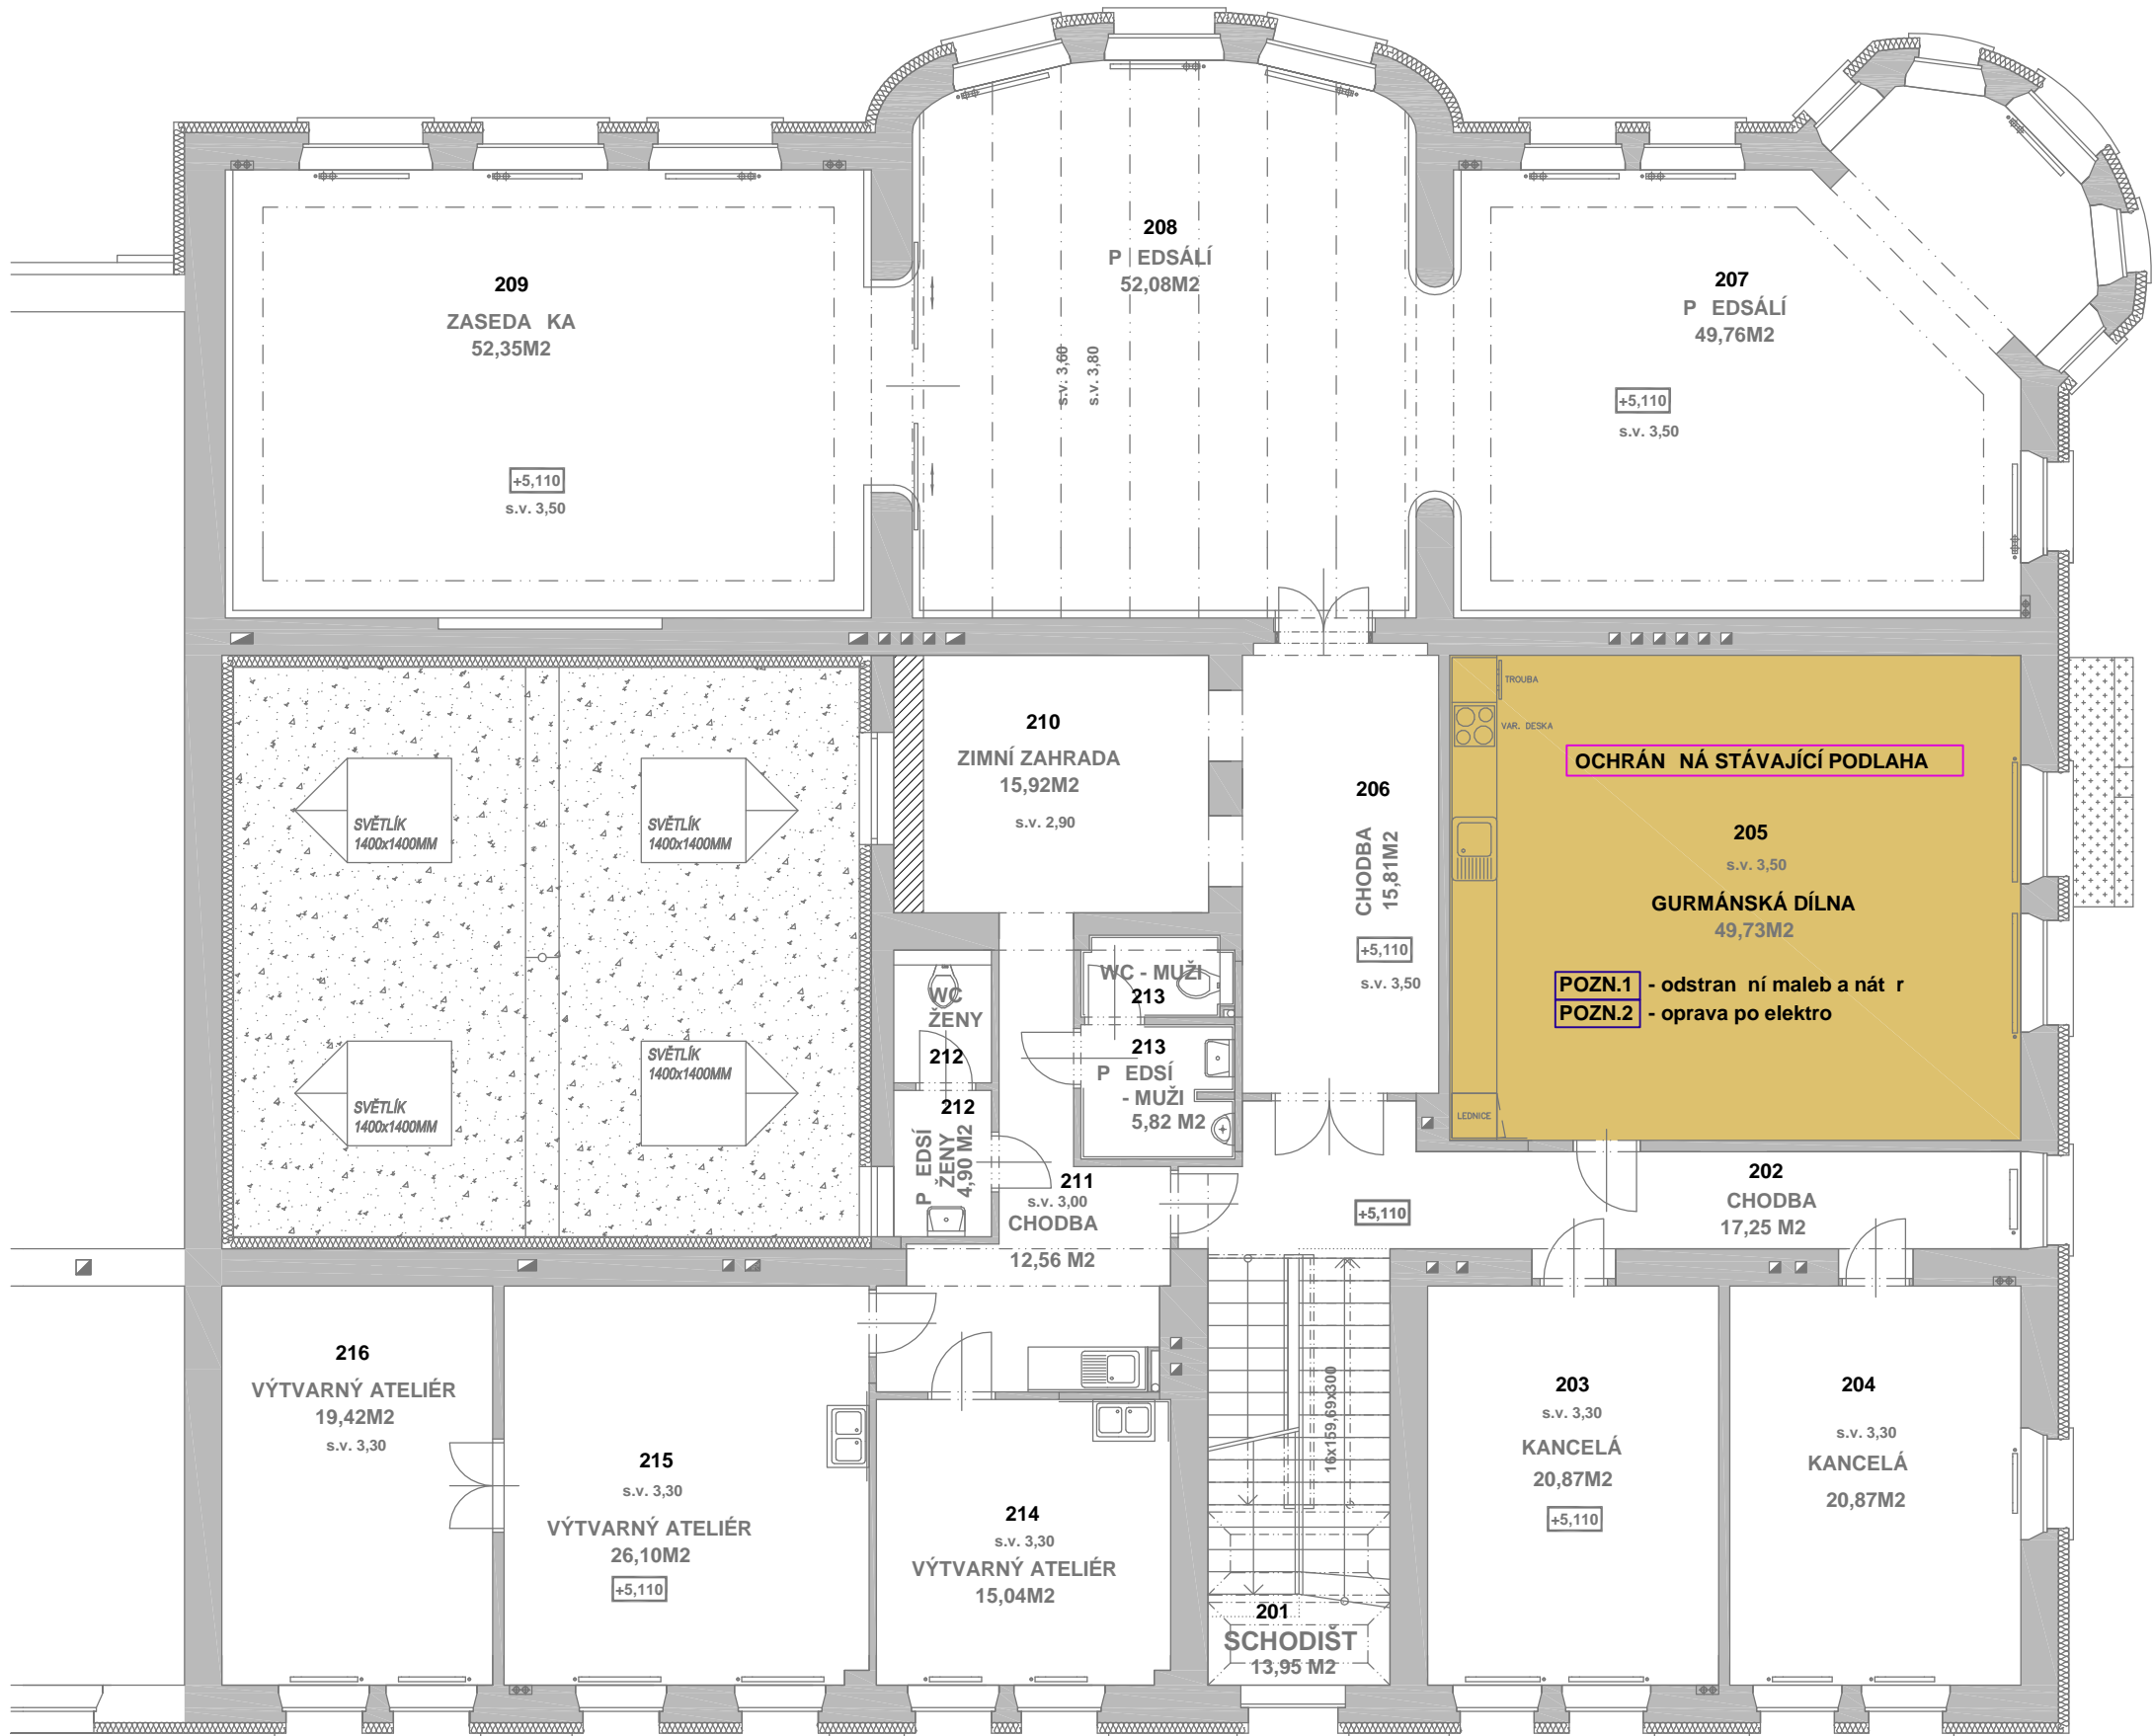 208
P EDSÁLÍ
52,08M2
s.v. 3,60
s.v. 3,80
209
ZASEDA KA
52,35M2
+5,110
s.v. 3,50
207
P EDSÁLÍ
49,76M2
+5,110
s.v. 3,50
210
ZIMNÍ ZAHRADA
15,92M2
s.v. 2,90
206
CHODBA
15,81M2
+5,110
s.v. 3,50
TROUBA
VAR. DESKA
OCHRÁN NÁ STÁVAJÍCÍ PODLAHA
205
s.v. 3,50
GURMÁNSKÁ DÍLNA
49,73M2
POZN.1 - odstran ní maleb a nát r
POZN.2 - oprava po elektro
LEDNICE
SVĚTLÍK
1400x1400MM
SVĚTLÍK
1400x1400MM
SVĚTLÍK
1400x1400MM
SVĚTLÍK
1400x1400MM
WC
ŽENY
212
212
P EDSÍ
ŽENY
4,90 M2
WC - MUŽI
213
213
P EDSÍ
- MUŽI
5,82 M2
211
s.v. 3,00
CHODBA
12,56 M2
+5,110
202
CHODBA
17,25 M2
216
VÝTVARNÝ ATELIÉR
19,42M2
s.v. 3,30
215
s.v. 3,30
VÝTVARNÝ ATELIÉR
26,10M2
+5,110
214
s.v. 3,30
VÝTVARNÝ ATELIÉR
15,04M2
16x159,69x300
201
SCHODIŠT
13,95 M2
203
s.v. 3,30
KANCELÁ
20,87M2
+5,110
204
s.v. 3,30
KANCELÁ
20,87M2